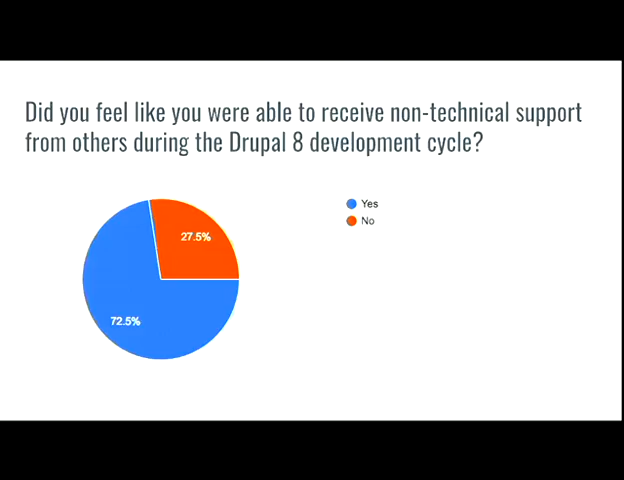 Did you feel like you were able to receive non-technical support
from others during the Drupal 8 development cycle?
Yes
No
27.5%
72.5%